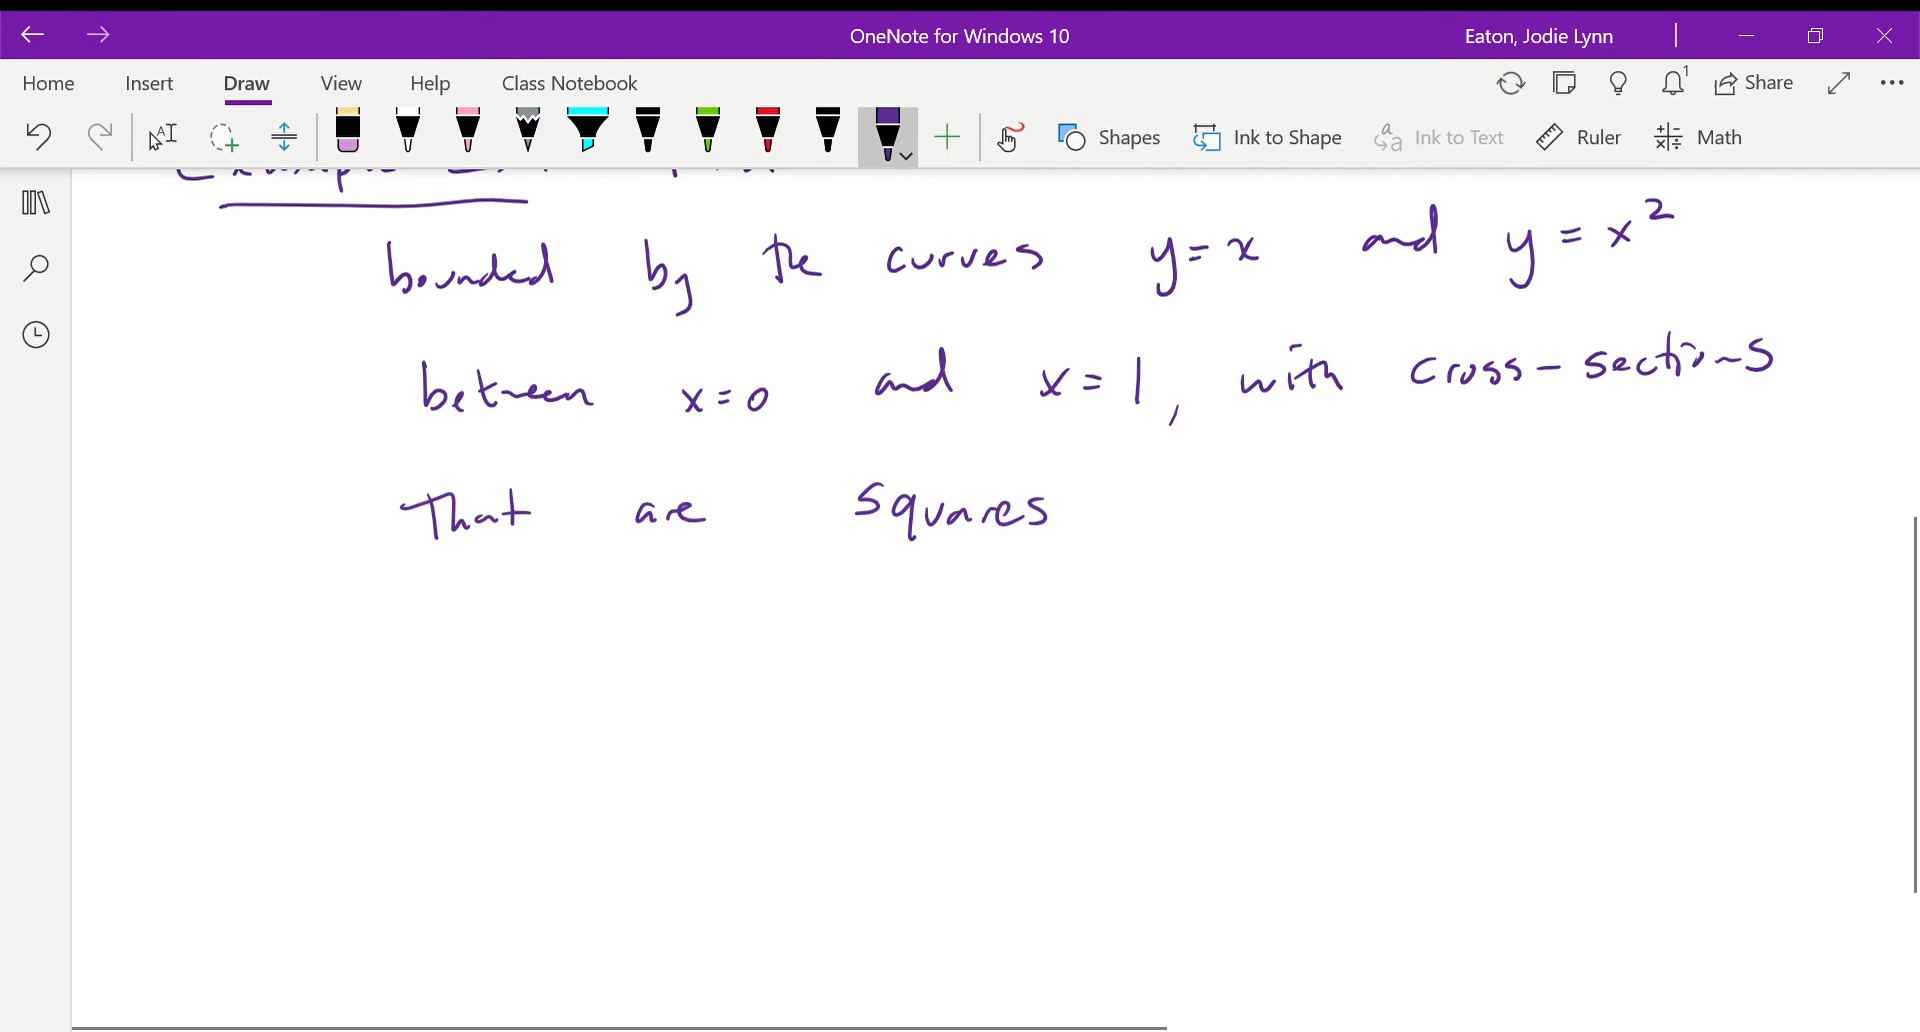 OneNote for Windows 10
Eaton, Jodie Lynn
Home Insert Draw View Help Class Notebook
1 Share
Shapes Ink to Shape Ink to Text Ruler Math
Example
bounded by the curves y = x and y = x²
between x = 0 and x = 1, with cross-sections
that are squares